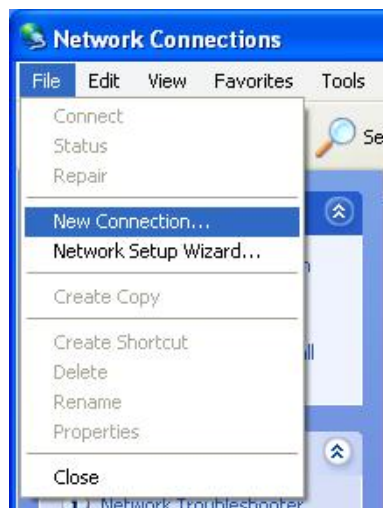 Network Connections
File Edit View Favorites Tools
Connect
Status
Repair
New Connection...
Network Setup Wizard...
Create Copy
Create Shortcut
Delete
Rename
Properties
Close
Network Troubleshooter